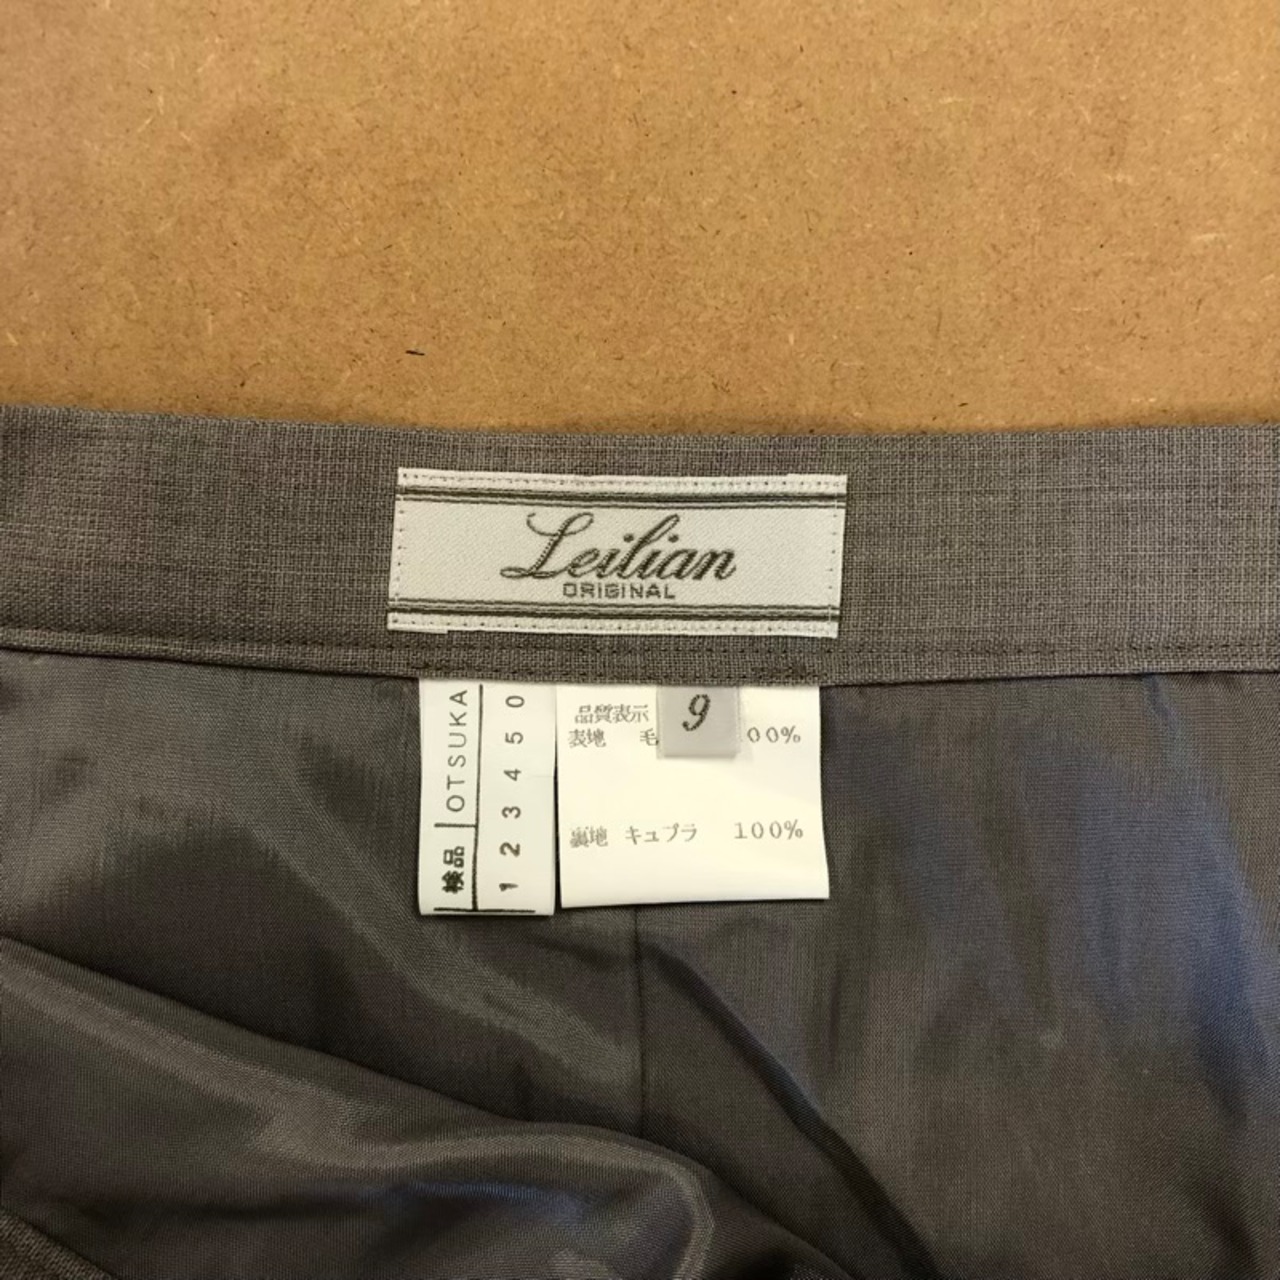 Leilian
ORIGINAL
検品 OTSUKA
1 2 3 4 5 0
品質表示
9
表地 毛 00%
裏地 キュプラ 100%